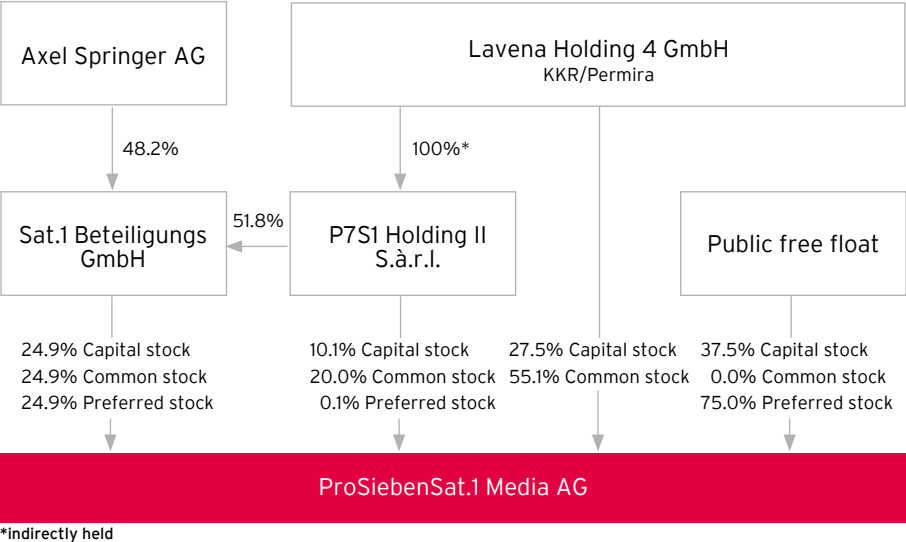 Axel Springer AG
Lavena Holding 4 GmbH
KKR/Permira
48.2%
100%*
Sat.1 Beteiligungs
GmbH
51.8%
P7S1 Holding II
S.à.r.l.
Public free float
24.9% Capital stock
24.9% Common stock
24.9% Preferred stock
10.1% Capital stock
20.0% Common stock
0.1% Preferred stock
27.5% Capital stock
55.1% Common stock
37.5% Capital stock
0.0% Common stock
75.0% Preferred stock
ProSiebenSat.1 Media AG
*indirectly held